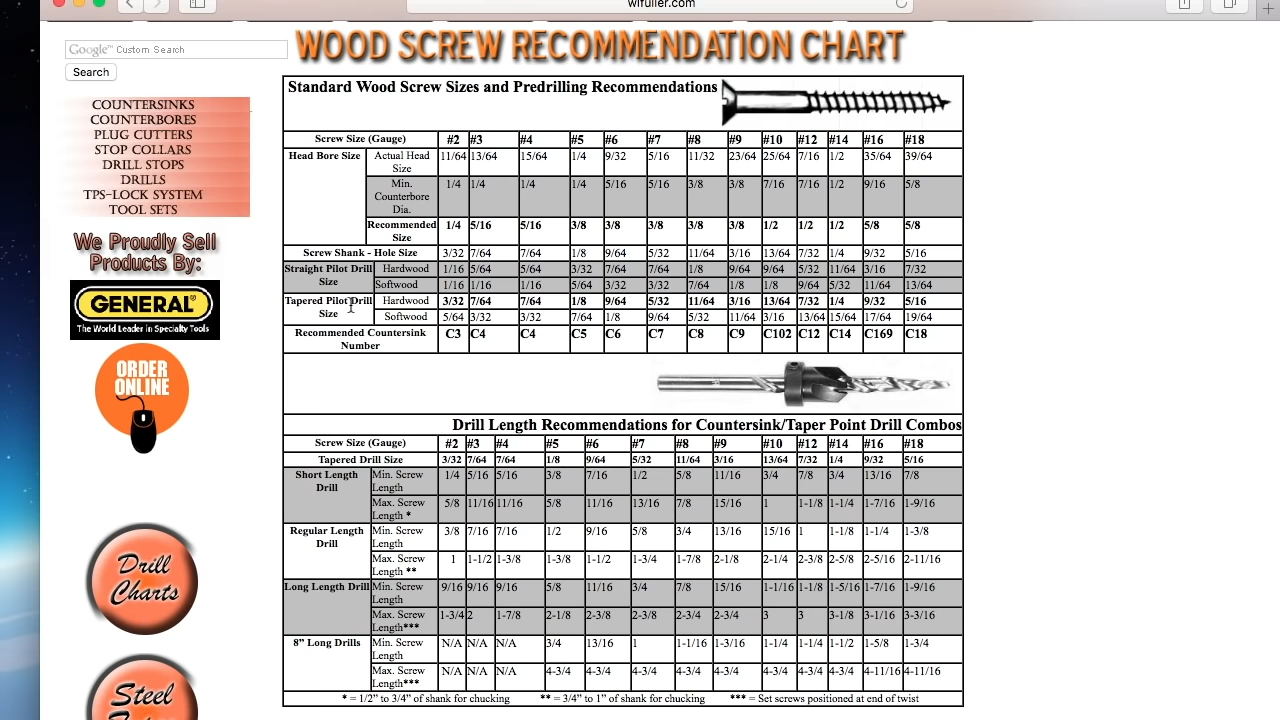 wlfuller.com
Google™ Custom Search
Search
COUNTERSINKS
COUNTERBORES
PLUG CUTTERS
STOP COLLARS
DRILL STOPS
DRILLS
TPS-LOCK SYSTEM
TOOL SETS
We Proudly Sell
Products By:
GENERAL®
The World Leader in Specialty Tools
ORDER
ONLINE
Drill
Charts
Steel
WOOD SCREW RECOMMENDATION CHART
Standard Wood Screw Sizes and Predrilling Recommendations
Screw Size (Gauge) #2 #3 #4 #5 #6 #7 #8 #9 #10 #12 #14 #16 #18
Head Bore Size Actual Head 11/64 13/64 15/64 1/4 9/32 5/16 11/32 23/64 25/64 7/16 1/2 35/64 39/64
Size
Min. 1/4 1/4 1/4 1/4 5/16 5/16 3/8 3/8 7/16 7/16 1/2 9/16 5/8
Counterbore
Dia.
Recommended 1/4 5/16 5/16 3/8 3/8 3/8 3/8 3/8 1/2 1/2 1/2 5/8 5/8
Size
Screw Shank - Hole Size 3/32 7/64 7/64 1/8 9/64 5/32 11/64 3/16 13/64 7/32 1/4 9/32 5/16
Straight Pilot Drill Hardwood 1/16 5/64 5/64 3/32 7/64 7/64 1/8 9/64 9/64 5/32 11/64 3/16 7/32
Size Softwood 1/16 1/16 1/16 5/64 3/32 3/32 7/64 1/8 1/8 9/64 5/32 11/64 13/64
Tapered Pilot Drill Hardwood 3/32 7/64 7/64 1/8 9/64 5/32 11/64 3/16 13/64 7/32 1/4 9/32 5/16
Size Softwood 5/64 3/32 3/32 7/64 1/8 9/64 5/32 11/64 3/16 13/64 15/64 17/64 19/64
Recommended Countersink C3 C4 C4 C5 C6 C7 C8 C9 C102 C12 C14 C169 C18
Number
Drill Length Recommendations for Countersink/Taper Point Drill Combos
Screw Size (Gauge) #2 #3 #4 #5 #6 #7 #8 #9 #10 #12 #14 #16 #18
Tapered Drill Size 3/32 7/64 7/64 1/8 9/64 5/32 11/64 3/16 13/64 7/32 1/4 9/32 5/16
Short Length Min. Screw 1/4 5/16 5/16 3/8 7/16 1/2 5/8 11/16 3/4 7/8 3/4 13/16 7/8
Drill Length
Max. Screw 5/8 11/16 11/16 5/8 11/16 13/16 7/8 15/16 1 1-1/8 1-1/4 1-7/16 1-9/16
Length *
Regular Length Min. Screw 3/8 7/16 7/16 1/2 9/16 5/8 3/4 13/16 15/16 1 1-1/8 1-1/4 1-3/8
Drill Length
Max. Screw 1 1-1/2 1-3/8 1-3/8 1-1/2 1-3/4 1-7/8 2-1/8 2-1/4 2-3/8 2-5/8 2-5/16 2-11/16
Length **
Long Length Drill Min. Screw 9/16 9/16 9/16 5/8 11/16 3/4 7/8 15/16 1-1/16 1-1/8 1-5/16 1-7/16 1-9/16
Length
Max. Screw 1-3/4 2 1-7/8 2-1/8 2-3/8 2-3/8 2-3/4 2-3/4 3 3 3-1/8 3-1/16 3-3/16
Length***
8” Long Drills Min. Screw N/A N/A N/A 3/4 13/16 1 1-1/16 1-3/16 1-1/4 1-1/4 1-1/2 1-5/8 1-3/4
Length
Max. Screw N/A N/A N/A 4-3/4 4-3/4 4-3/4 4-3/4 4-3/4 4-3/4 4-3/4 4-3/4 4-11/16 4-11/16
Length***
* = 1/2” to 3/4” of shank for chucking ** = 3/4” to 1” of shank for chucking *** = Set screws positioned at end of twist